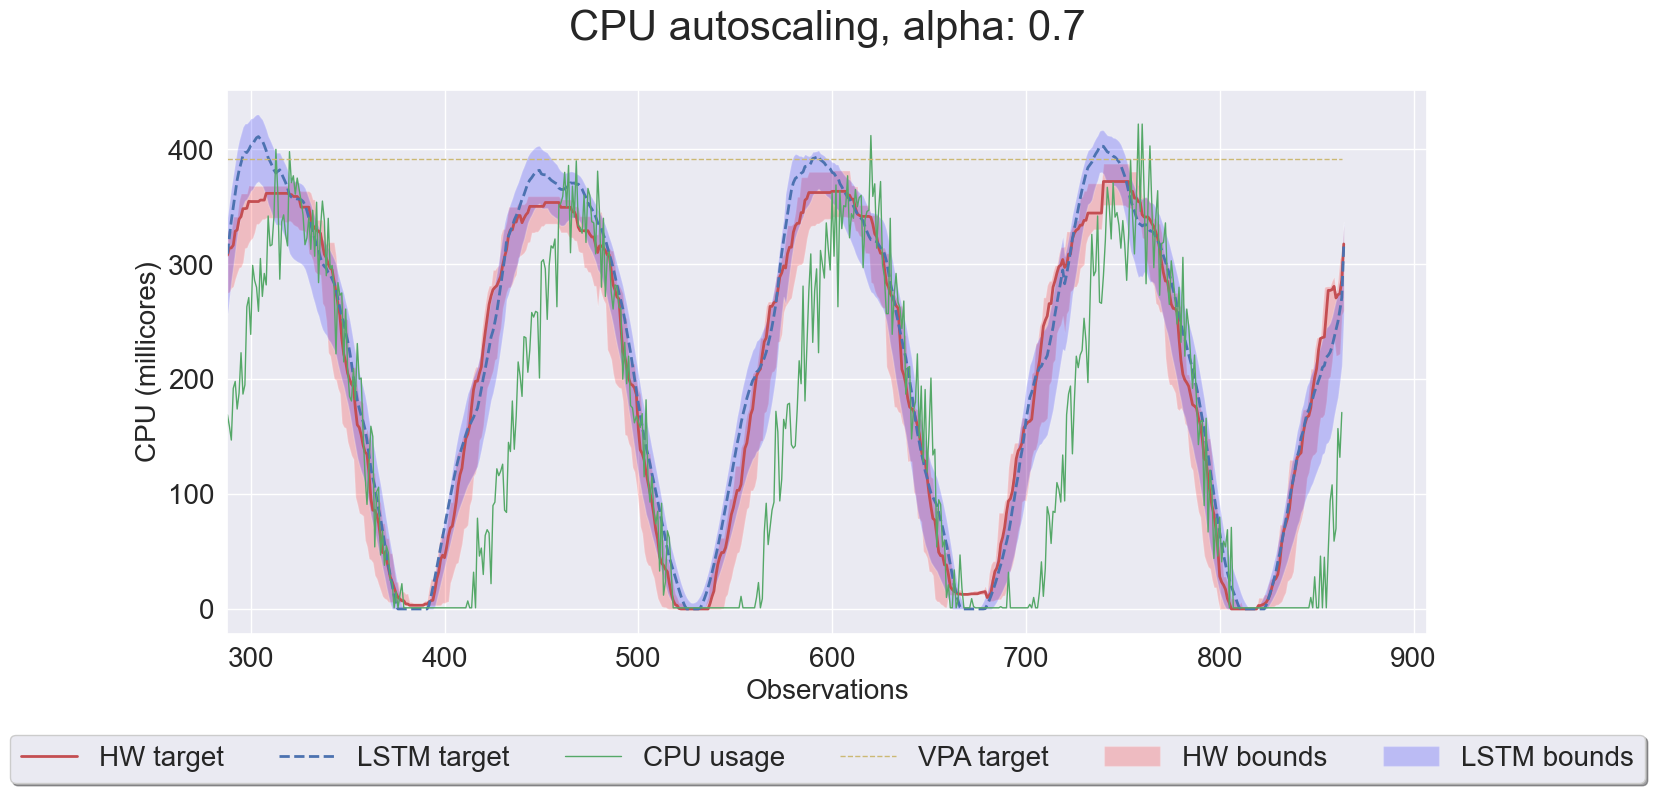 CPU autoscaling, alpha: 0.7
CPU (millicores)
400
300
200
100
0
300 400 500 600 700 800 900
Observations
HW target LSTM target CPU usage VPA target HW bounds LSTM bounds